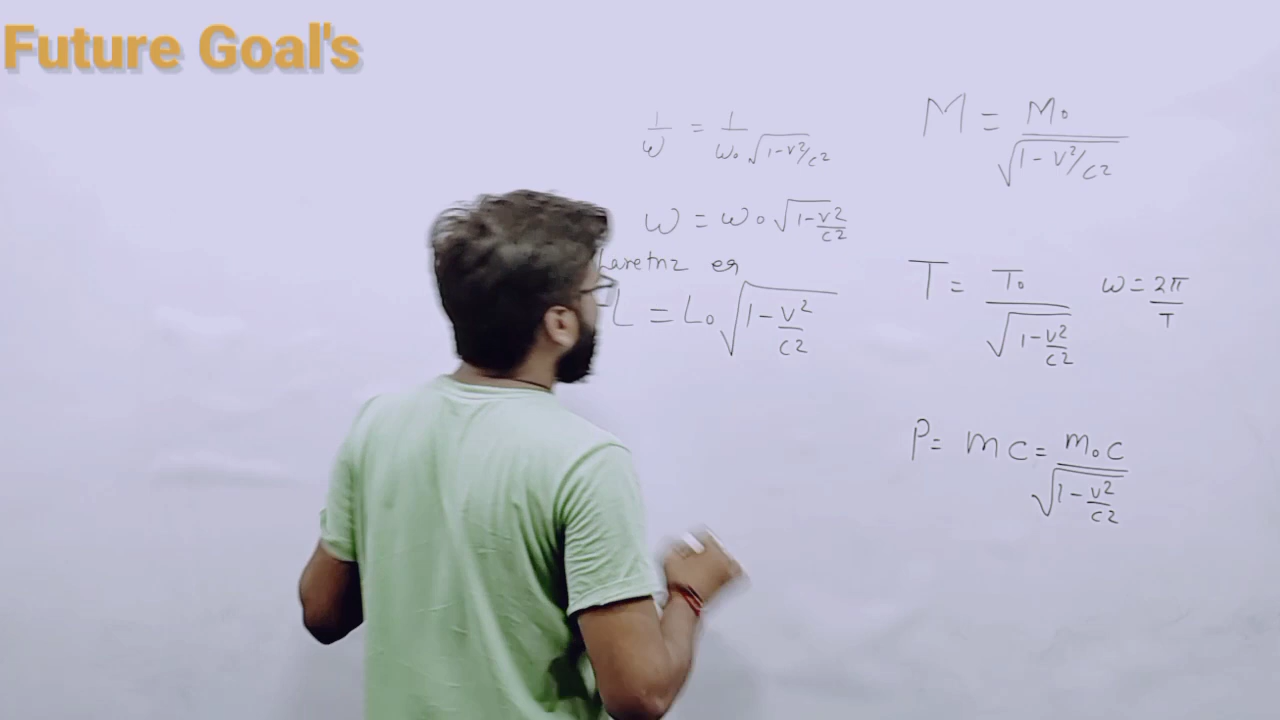 Future Goal's
1/ω = 1/ω₀√1-v²/c²
ω = ω₀√1-v²/c²
Laretnz er
L = L₀√1-v²/c²
M = M₀/√1-v²/c²
T = T₀/√1-v²/c² ω = 2π/T
P = mc = m₀c/√1-v²/c²